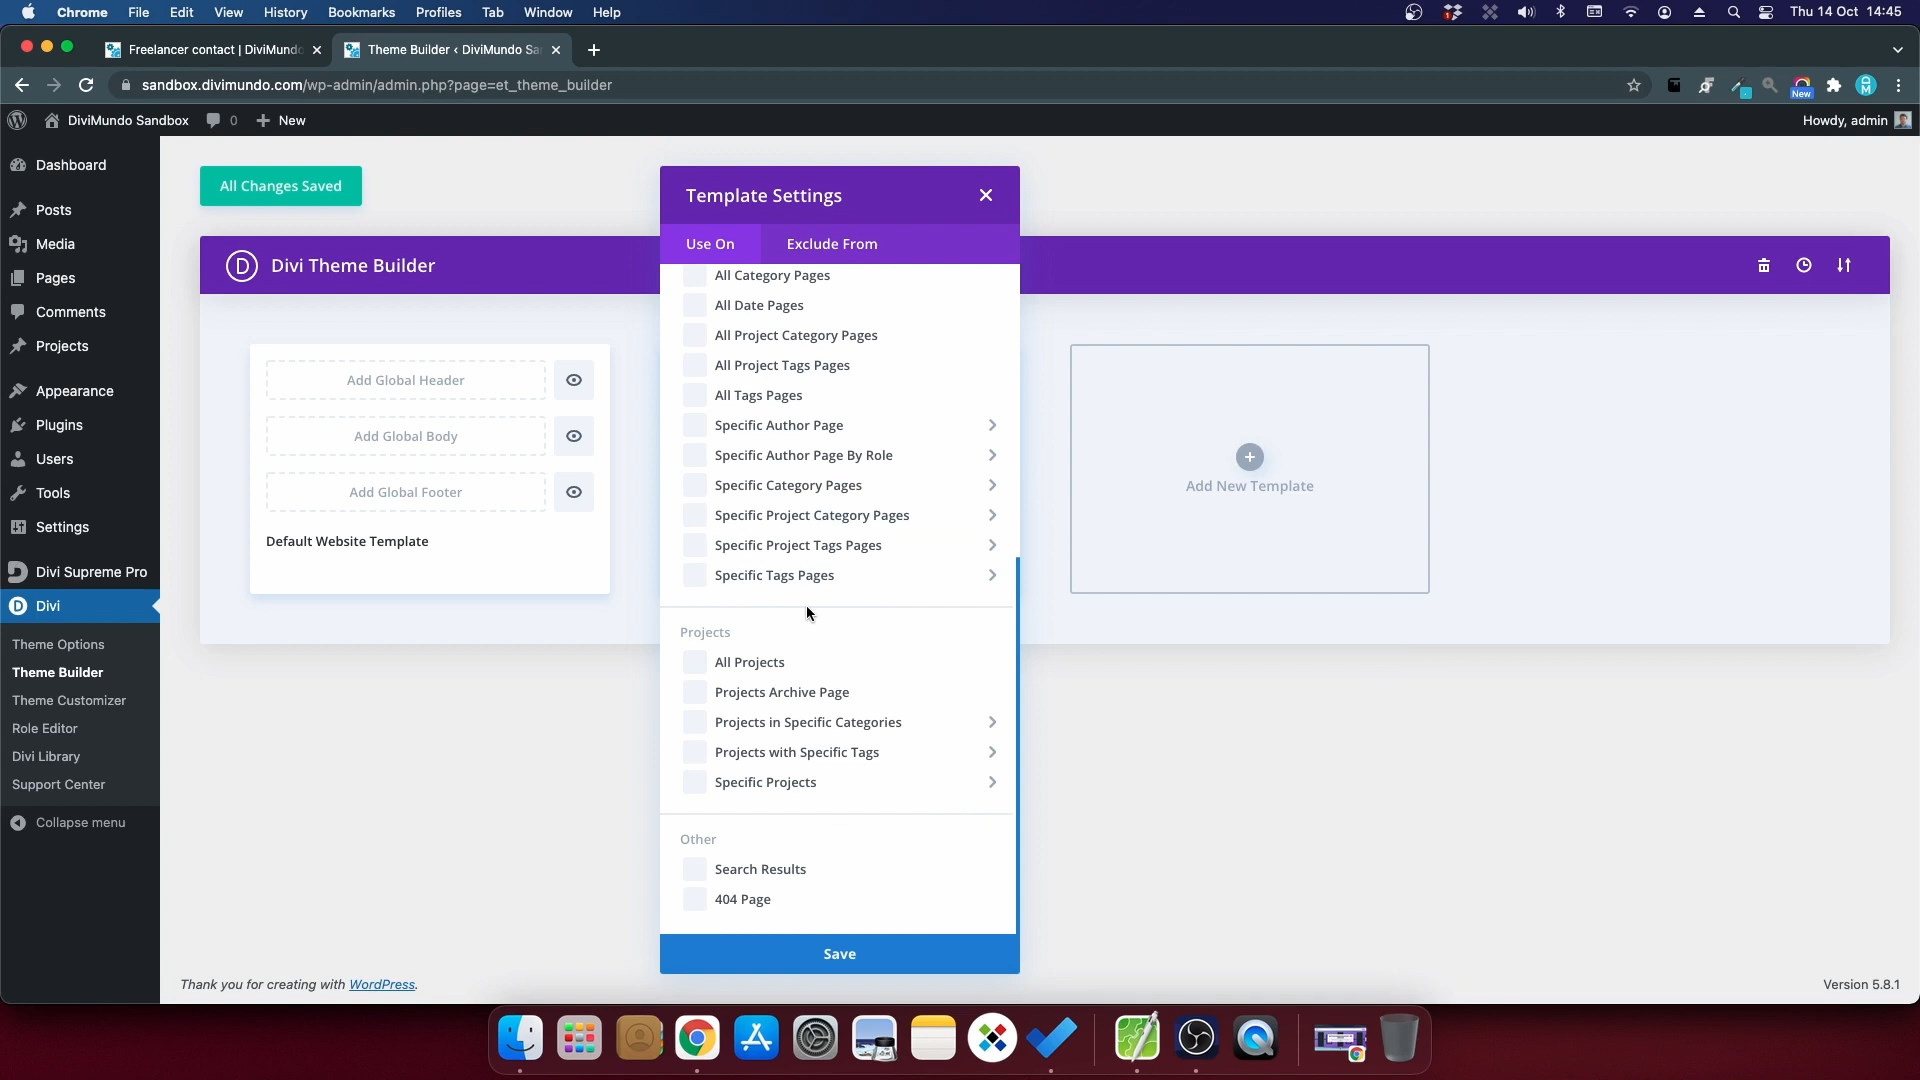 Chrome File Edit View History Bookmarks Profiles Tab Window Help Thu 14 Oct 14:45
Freelancer contact | DiviMundo Theme Builder ‹ DiviMundo Sa
sandbox.divimundo.com/wp-admin/admin.php?page=et_theme_builder
New
DiviMundo Sandbox 0 New Howdy, admin
Dashboard
Posts
Media
Pages
Comments
Projects
Appearance
Plugins
Users
Tools
Settings
Divi Supreme Pro
Divi
Theme Options
Theme Builder
Theme Customizer
Role Editor
Divi Library
Support Center
Collapse menu
All Changes Saved
Divi Theme Builder
Add Global Header
Add Global Body
Add Global Footer
Default Website Template
Template Settings
Use On Exclude From
All Category Pages
All Date Pages
All Project Category Pages
All Project Tags Pages
All Tags Pages
Specific Author Page
Specific Author Page By Role
Specific Category Pages
Specific Project Category Pages
Specific Project Tags Pages
Specific Tags Pages
Projects
All Projects
Projects Archive Page
Projects in Specific Categories
Projects with Specific Tags
Specific Projects
Other
Search Results
404 Page
Save
Add New Template
Thank you for creating with WordPress. Version 5.8.1